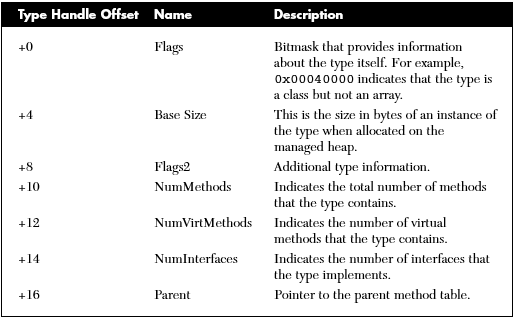 Type Handle Offset Name Description
+0 Flags Bitmask that provides information
about the type itself. For example,
0x00040000 indicates that the type is
a class but not an array.
+4 Base Size This is the size in bytes of an instance of
the type when allocated on the
managed heap.
+8 Flags2 Additional type information.
+10 NumMethods Indicates the total number of methods
that the type contains.
+12 NumVirtMethods Indicates the number of virtual
methods that the type contains.
+14 NumInterfaces Indicates the number of interfaces that
the type implements.
+16 Parent Pointer to the parent method table.